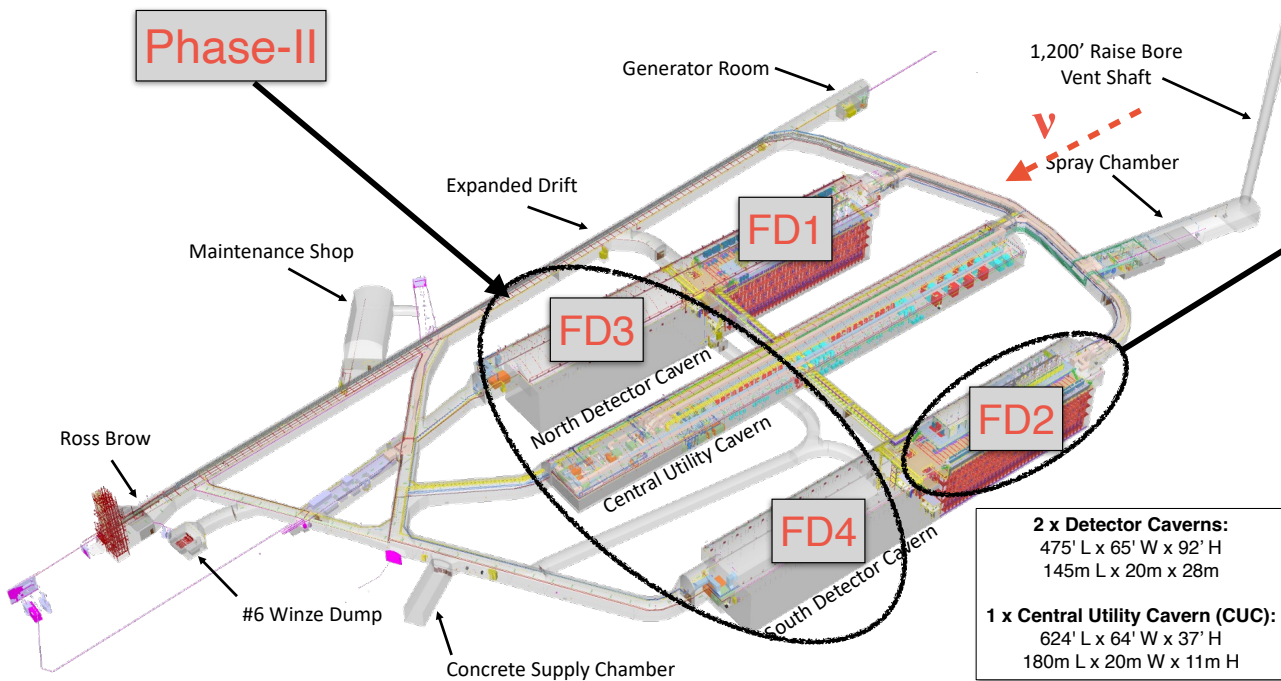 Phase-II
Generator Room
1,200’ Raise Bore
Vent Shaft
ν
Spray Chamber
Expanded Drift
FD1
Maintenance Shop
FD3
North Detector Cavern
FD2
Ross Brow
Central Utility Cavern
FD4
South Detector Cavern
#6 Winze Dump
Concrete Supply Chamber
2 x Detector Caverns:
475' L x 65' W x 92’ H
145m L x 20m x 28m
1 x Central Utility Cavern (CUC):
624' L x 64' W x 37’ H
180m L x 20m W x 11m H